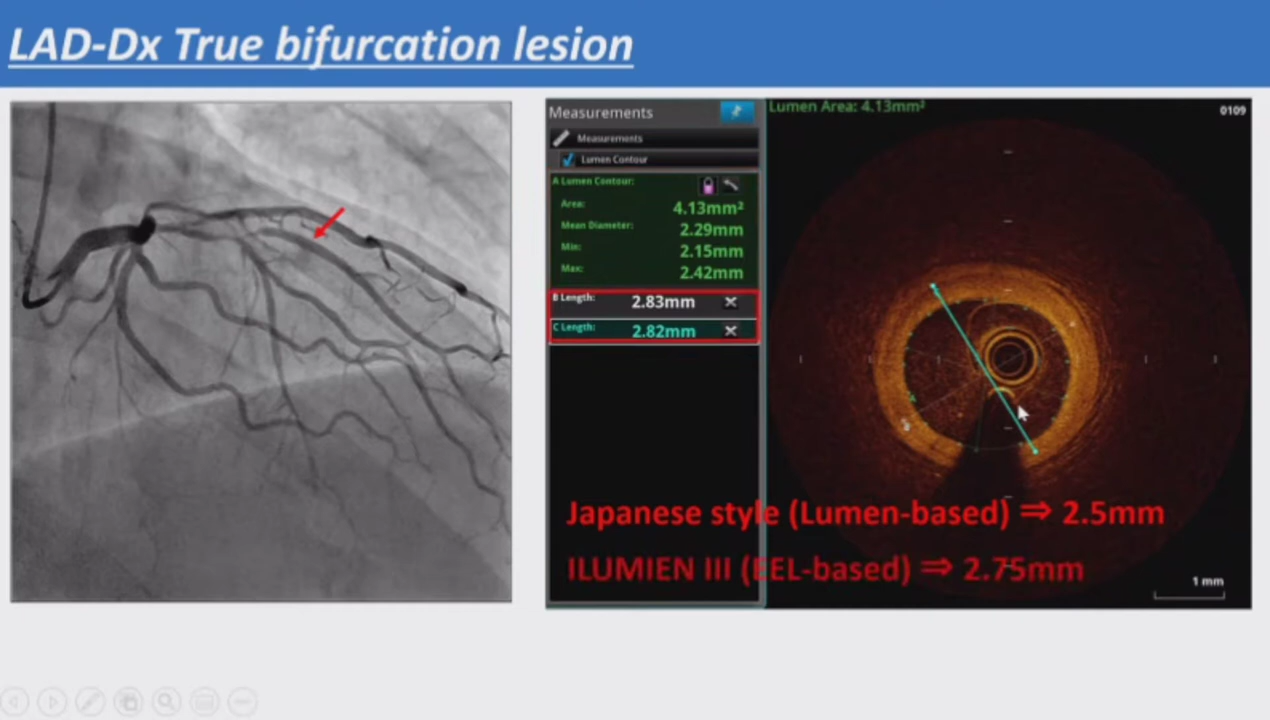 LAD-Dx True bifurcation lesion
Measurements
Measurements
Lumen Contour
A Lumen Contour:
Area: 4.13mm²
Mean Diameter: 2.29mm
Min: 2.15mm
Max: 2.42mm
B Length: 2.83mm
C Length: 2.82mm
Lumen Area: 4.13mm²
0109
Japanese style (Lumen-based) ⇒ 2.5mm
ILUMIEN III (EEL-based) ⇒ 2.75mm
1 mm